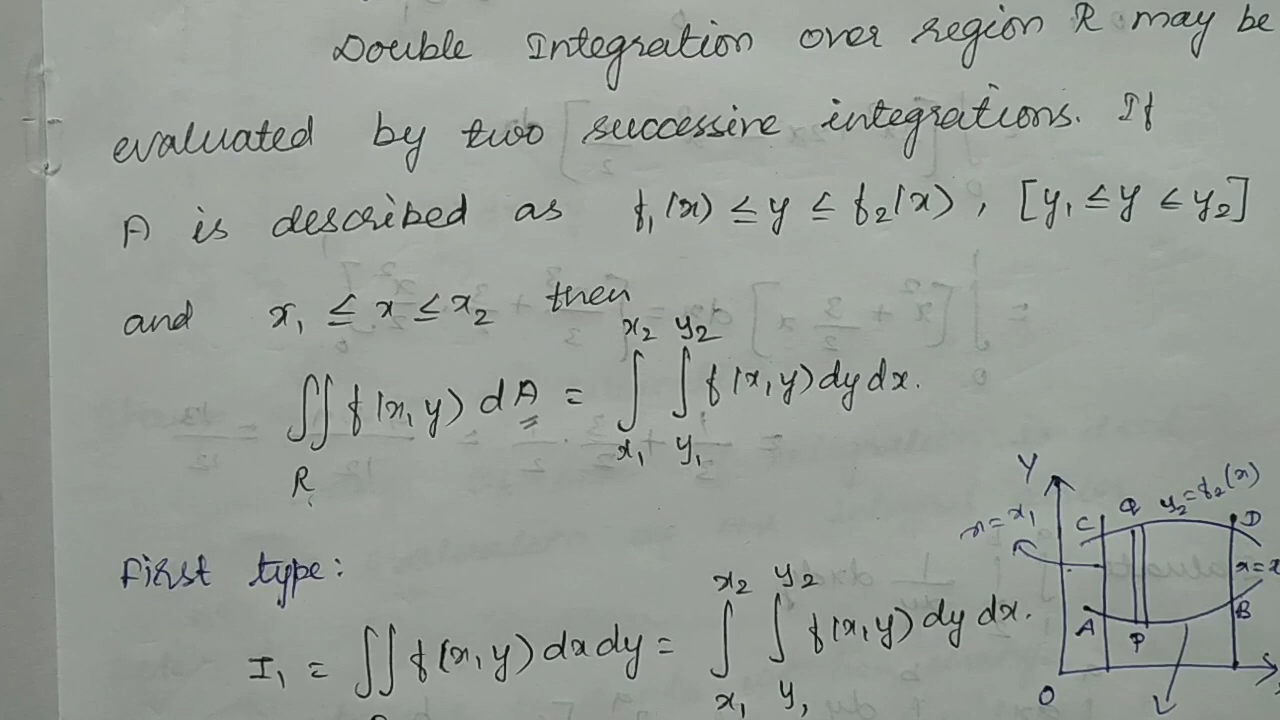 Double Integration over region R may be
evaluated by two successive integrations. If
A is described as f₁(x) ≤ y ≤ f₂(x), [y₁ ≤ y ≤ y₂]
and x₁ ≤ x ≤ x₂ then
x₂ y₂
∬ f(x,y) dA = ∫ ∫ f(x,y) dy dx.
R x₁ y₁
First type:
x₂ y₂
I₁ = ∬ f(x,y) dx dy = ∫ ∫ f(x,y) dy dx.
x₁ y₁
Y
x=x₁ C Q y₂=f₂(x) D
x=
A P B
O